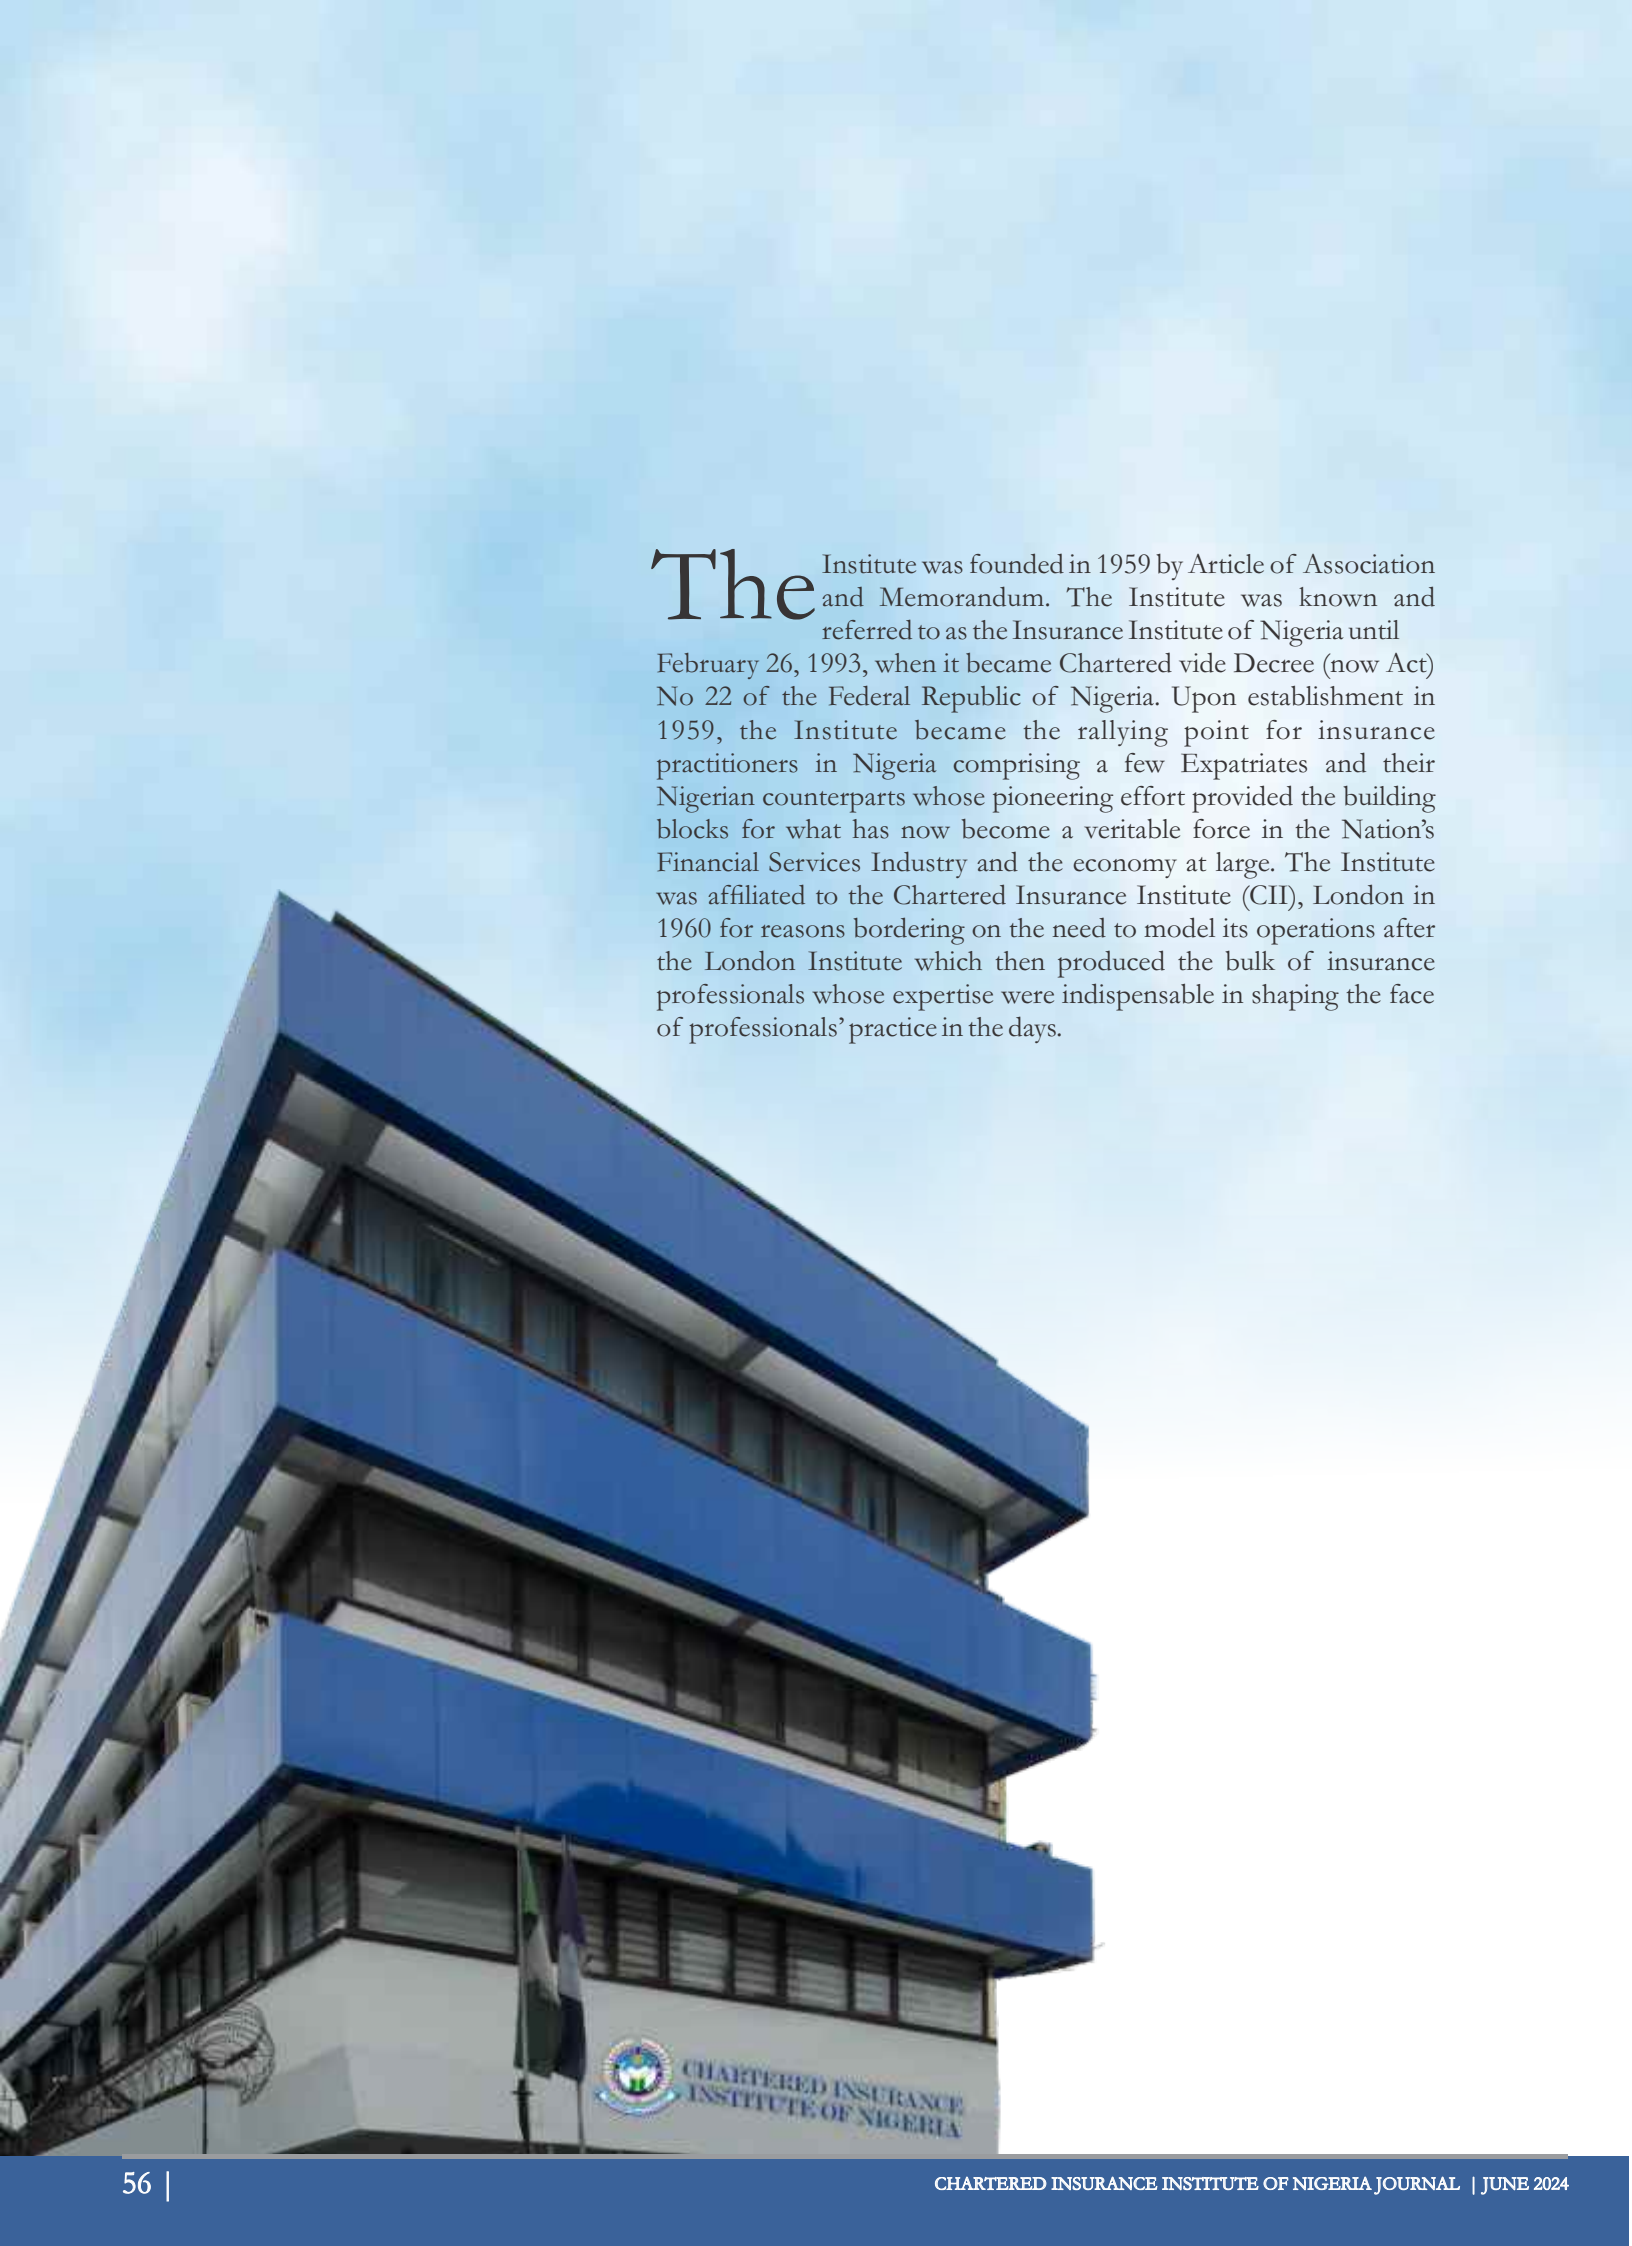 The Institute was founded in 1959 by Article of Association
and Memorandum. The Institute was known and
referred to as the Insurance Institute of Nigeria until
February 26, 1993, when it became Chartered vide Decree (now Act)
No 22 of the Federal Republic of Nigeria. Upon establishment in
1959, the Institute became the rallying point for insurance
practitioners in Nigeria comprising a few Expatriates and their
Nigerian counterparts whose pioneering effort provided the building
blocks for what has now become a veritable force in the Nation’s
Financial Services Industry and the economy at large. The Institute
was affiliated to the Chartered Insurance Institute (CII), London in
1960 for reasons bordering on the need to model its operations after
the London Institute which then produced the bulk of insurance
professionals whose expertise were indispensable in shaping the face
of professionals’ practice in the days.
CHARTERED INSURANCE
INSTITUTE OF NIGERIA
56 |
CHARTERED INSURANCE INSTITUTE OF NIGERIA JOURNAL | JUNE 2024